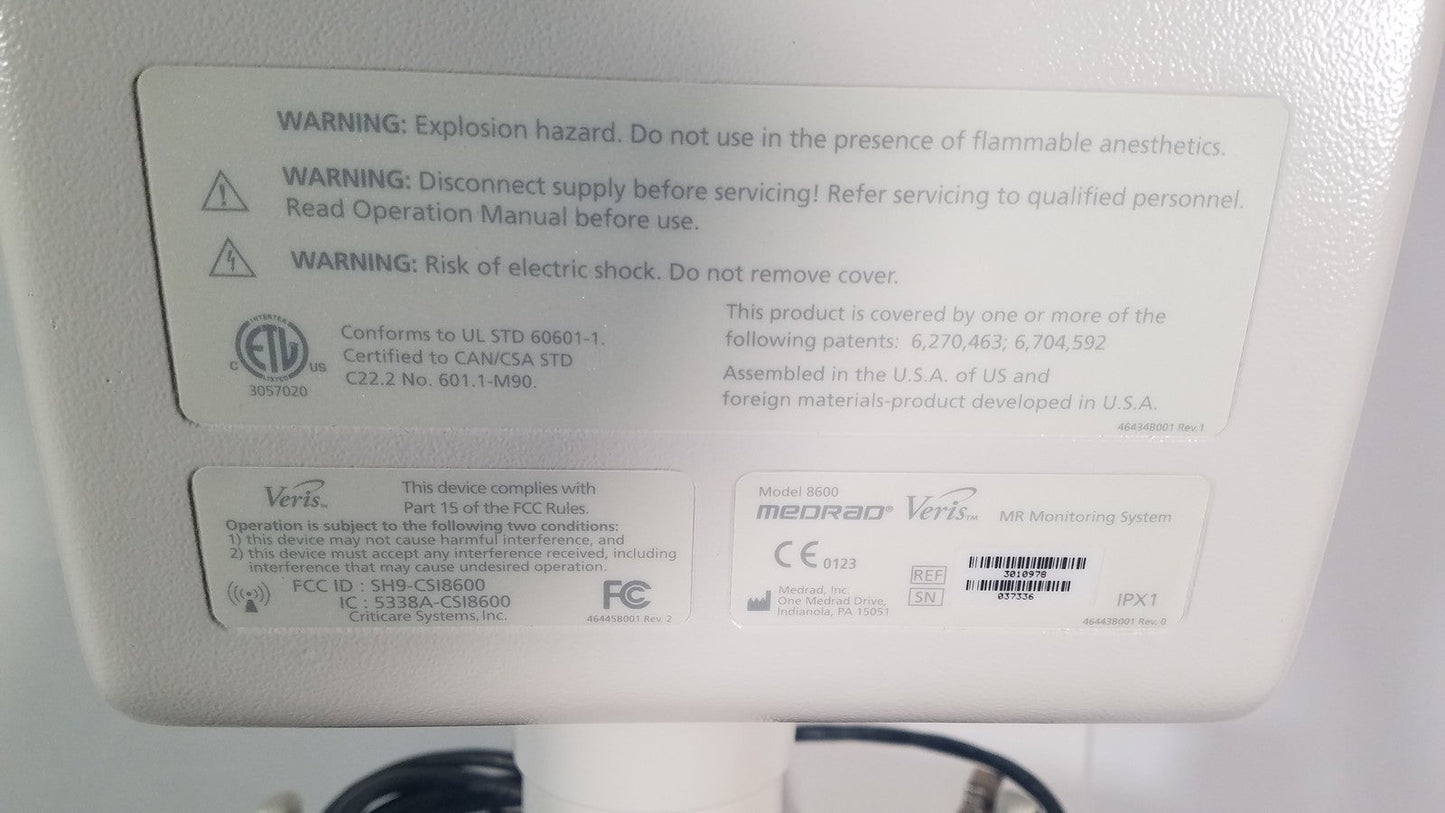 WARNING: Explosion hazard. Do not use in the presence of flammable anesthetics.
WARNING: Disconnect supply before servicing! Refer servicing to qualified personnel.
Read Operation Manual before use.
WARNING: Risk of electric shock. Do not remove cover.
INTERTEK
ETL
C US
LISTED
3057020
Conforms to UL STD 60601-1.
Certified to CAN/CSA STD
C22.2 No. 601.1-M90.
This product is covered by one or more of the
following patents: 6,270,463; 6,704,592
Assembled in the U.S.A. of US and
foreign materials-product developed in U.S.A.
46434B001 Rev.1
Veris™
This device complies with
Part 15 of the FCC Rules.
Operation is subject to the following two conditions:
1) this device may not cause harmful interference, and
2) this device must accept any interference received, including
interference that may cause undesired operation.
FCC ID : SH9-CSI8600
IC : 5338A-CSI8600
Criticare Systems, Inc.
FC
46445B001 Rev. 2
Model 8600
MEDRAD® Veris™ MR Monitoring System
CE 0123
Medrad, Inc.
One Medrad Drive,
Indianola, PA 15051
REF 3010978
SN 037336
IPX1
46443B001 Rev. 0